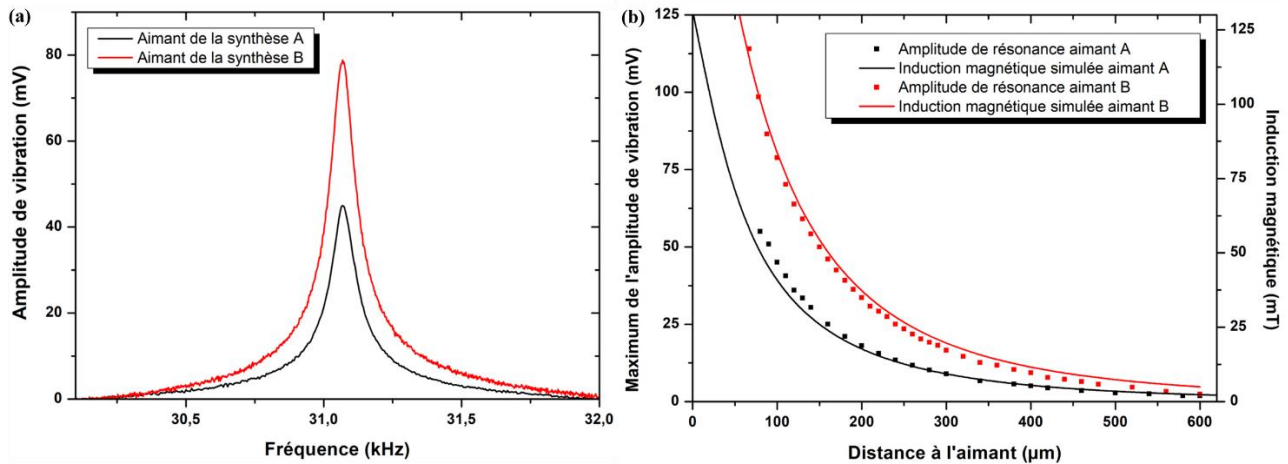 (a)
Aimant de la synthèse A
Aimant de la synthèse B
Amplitude de vibration (mV)
80
60
40
20
0
30,5
31,0
31,5
32,0
Fréquence (kHz)
(b)
Amplitude de résonance aimant A
Induction magnétique simulée aimant A
Amplitude de résonance aimant B
Induction magnétique simulée aimant B
Maximum de l'amplitude de vibration (mV)
125
100
75
50
25
0
0
100
200
300
400
500
600
Distance à l'aimant (µm)
125
100
75
50
25
0
Induction magnétique (mT)